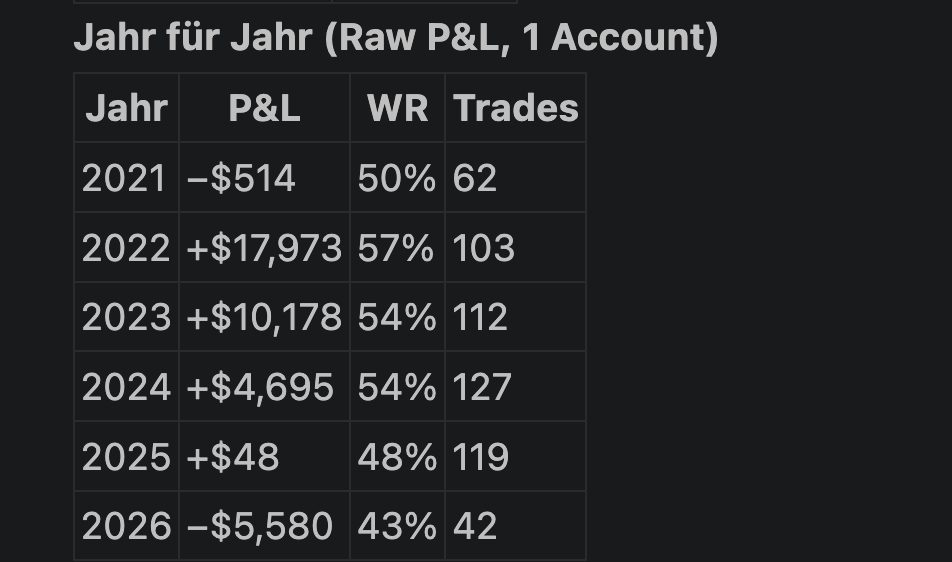 Jahr für Jahr (Raw P&L, 1 Account)
Jahr P&L WR Trades
2021 −$514 50% 62
2022 +$17,973 57% 103
2023 +$10,178 54% 112
2024 +$4,695 54% 127
2025 +$48 48% 119
2026 −$5,580 43% 42